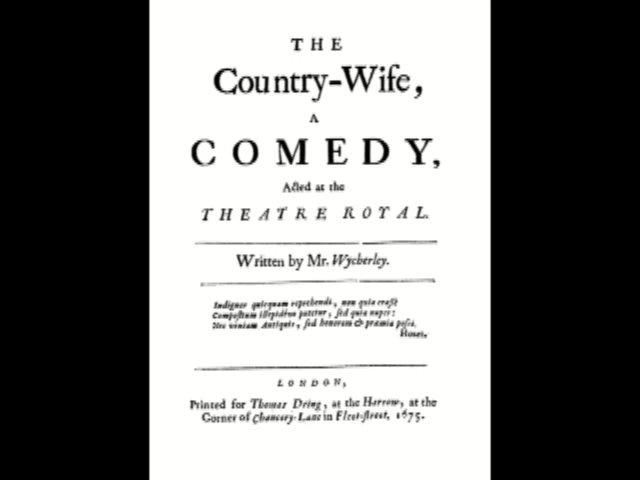 THE
Country-Wife,
A
COMEDY,
Acted at the
THEATRE ROYAL.
Written by Mr. Wycherley.
Indignor quicquam reprehendi, non quia crasse
Compositum illepidéve putetur, sed quia nuper:
Nec veniam Antiquis, sed honorem & præmia posci.
Horat.
LONDON,
Printed for Thomas Dring, at the Harrow, at the
Corner of Chancery-Lane in Fleet-street, 1675.